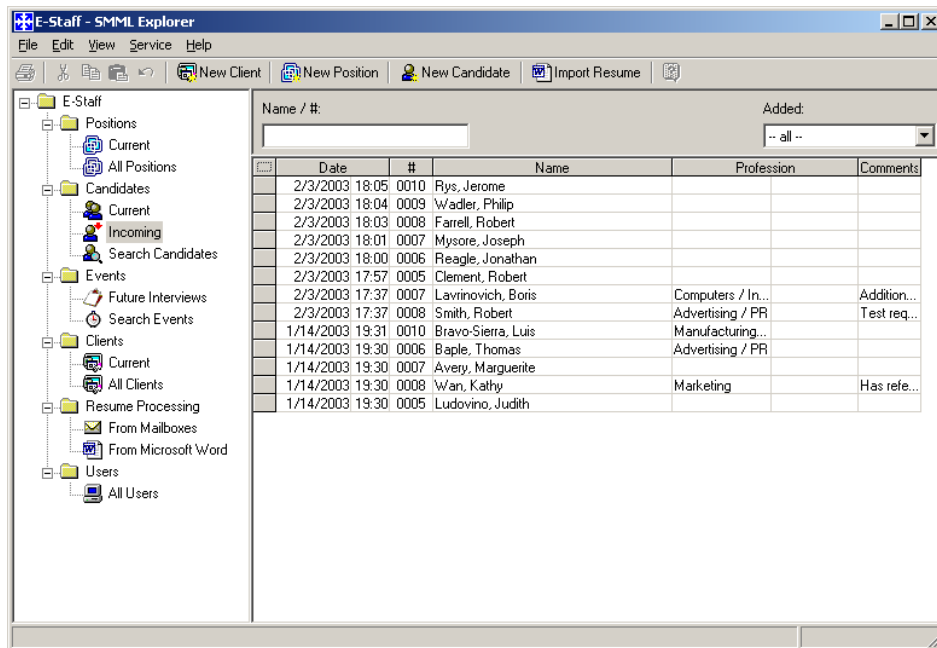 E-Staff - SMML Explorer
File Edit View Service Help
New Client New Position New Candidate Import Resume
E-Staff
Positions
Current
All Positions
Candidates
Current
Incoming
Search Candidates
Events
Future Interviews
Search Events
Clients
Current
All Clients
Resume Processing
From Mailboxes
From Microsoft Word
Users
All Users
Name / #: Added:
-- all --
Date # Name Profession Comments
2/3/2003 18:05 0010 Rys, Jerome
2/3/2003 18:04 0009 Wadler, Philip
2/3/2003 18:03 0008 Farrell, Robert
2/3/2003 18:01 0007 Mysore, Joseph
2/3/2003 18:00 0006 Reagle, Jonathan
2/3/2003 17:57 0005 Clement, Robert
2/3/2003 17:37 0007 Lavrinovich, Boris Computers / In... Addition...
2/3/2003 17:37 0008 Smith, Robert Advertising / PR Test req...
1/14/2003 19:31 0010 Bravo-Sierra, Luis Manufacturing...
1/14/2003 19:30 0006 Baple, Thomas Advertising / PR
1/14/2003 19:30 0007 Avery, Marguerite
1/14/2003 19:30 0008 Wan, Kathy Marketing Has refe...
1/14/2003 19:30 0005 Ludovino, Judith